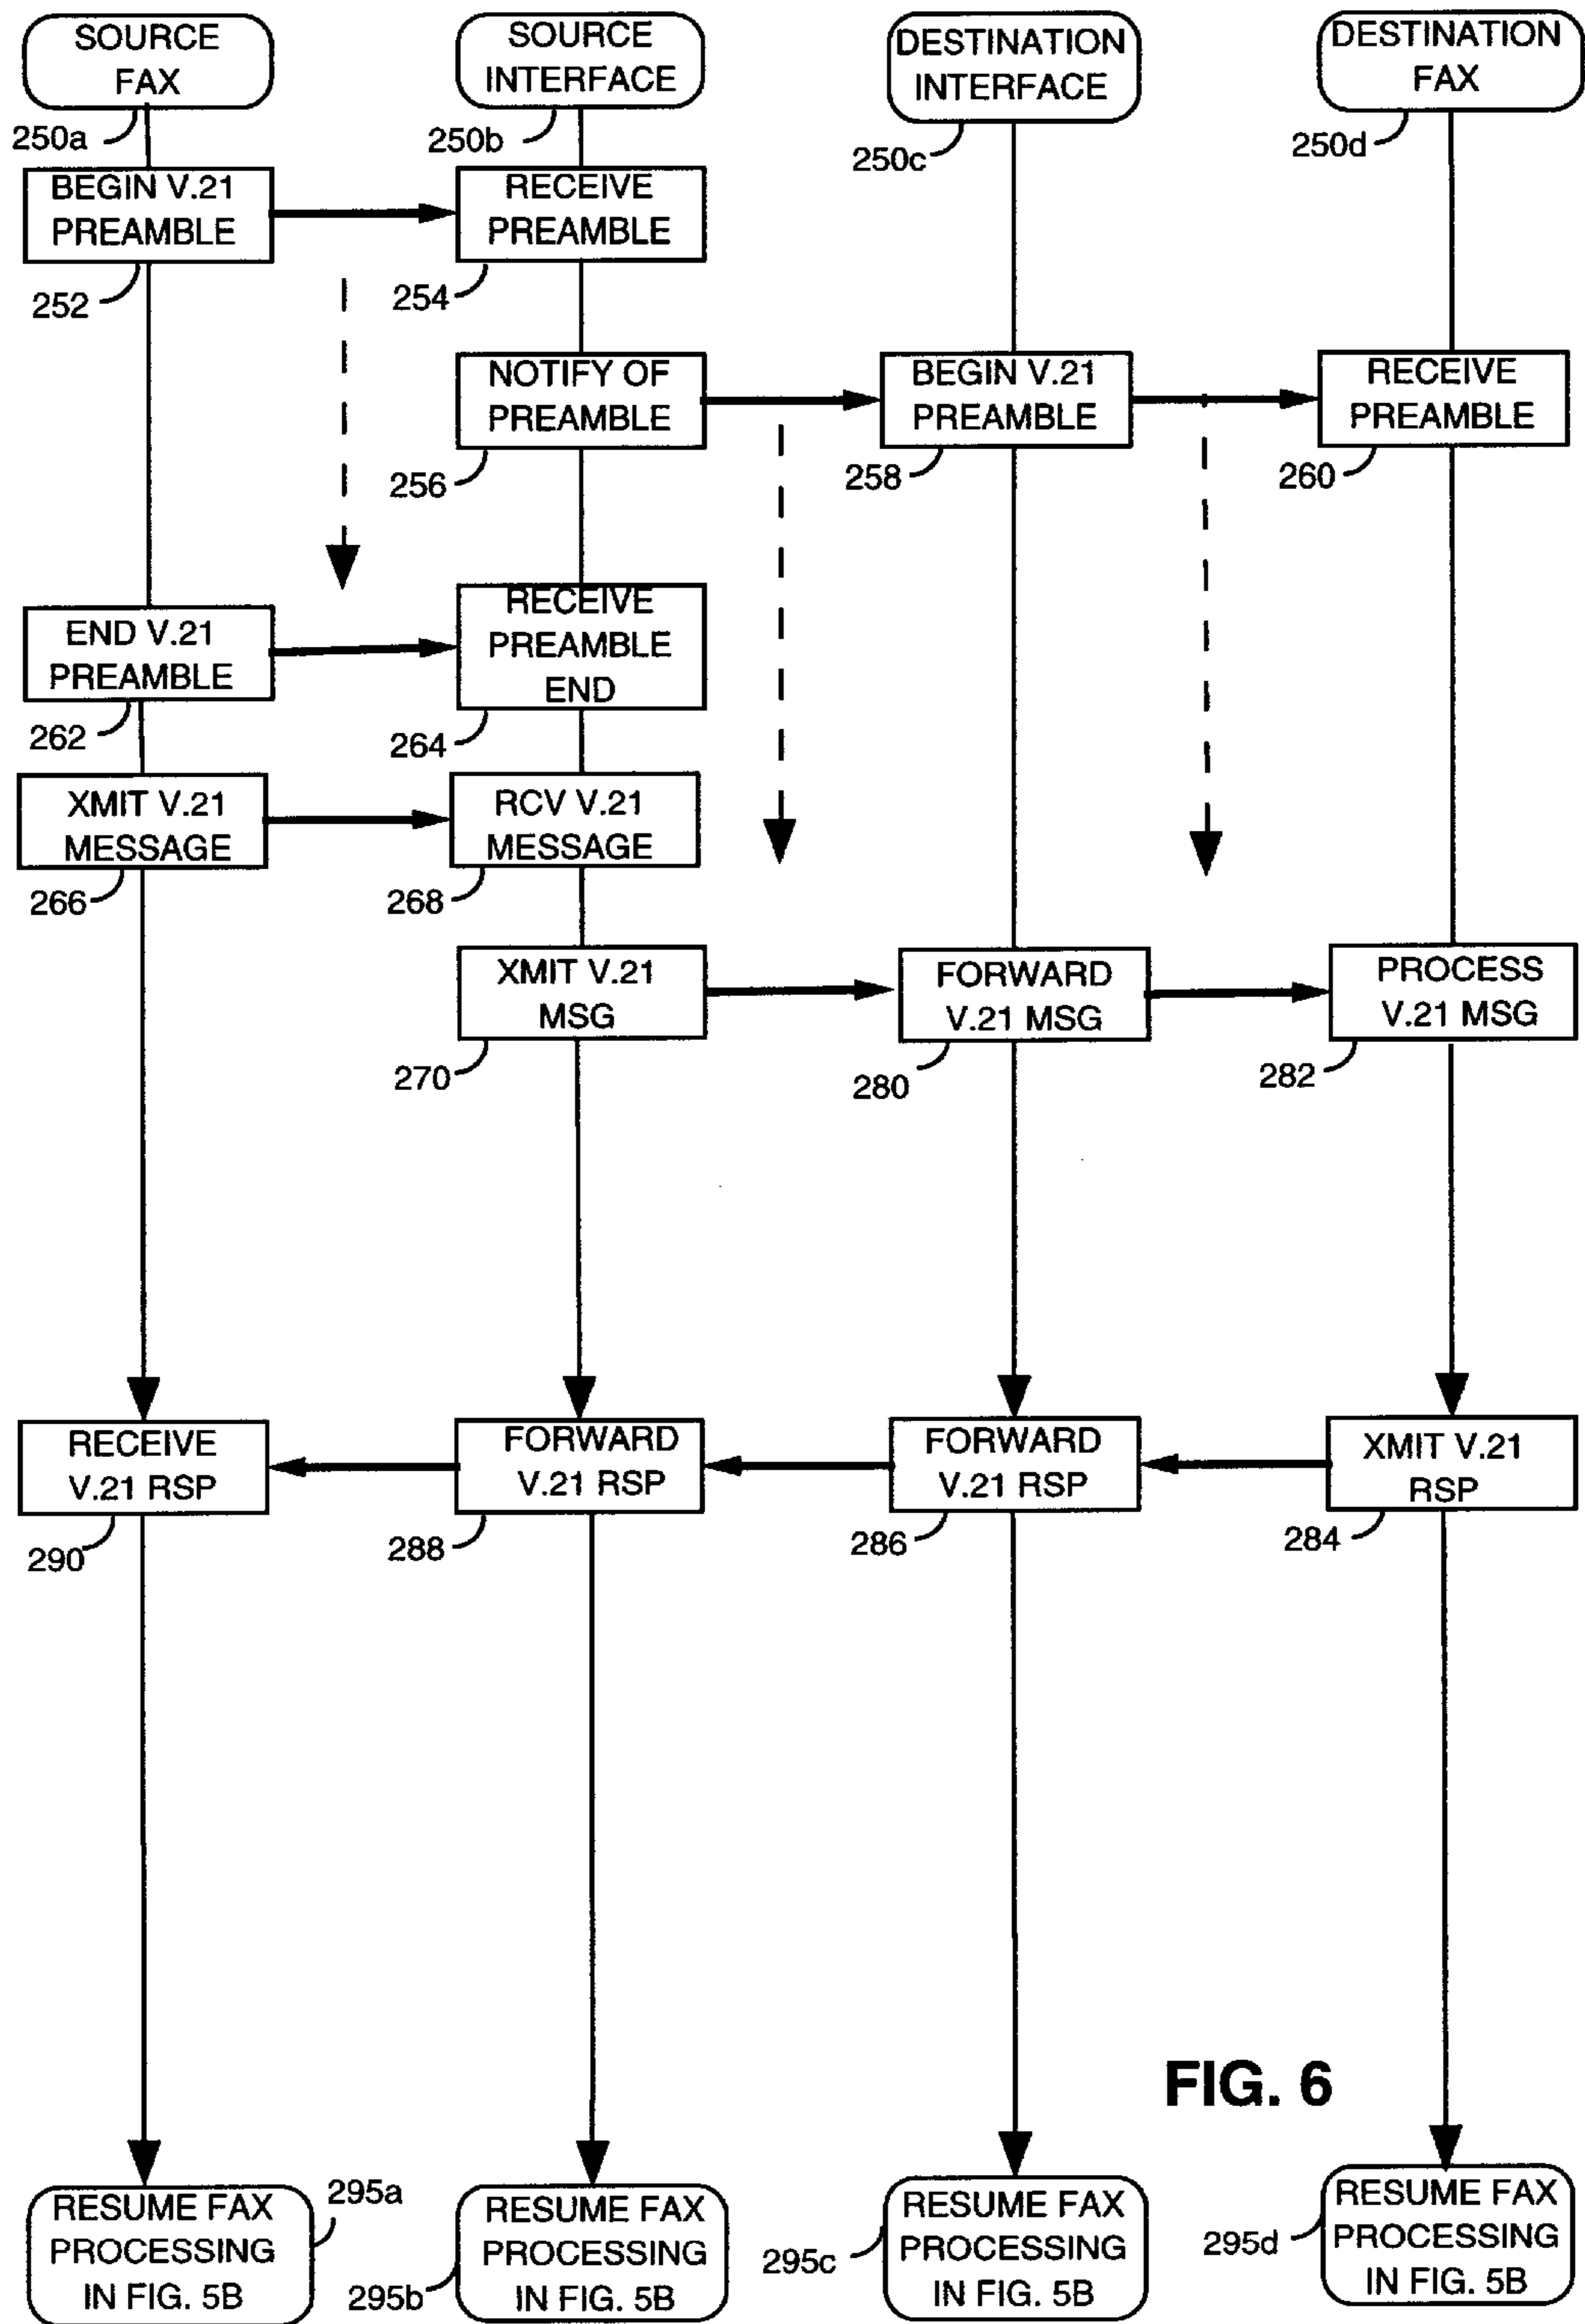 SOURCE
FAX
SOURCE
INTERFACE
DESTINATION
INTERFACE
DESTINATION
FAX
250a
250b
250c
250d
BEGIN V.21
PREAMBLE
RECEIVE
PREAMBLE
252
254
NOTIFY OF
PREAMBLE
BEGIN V.21
PREAMBLE
RECEIVE
PREAMBLE
256
258
260
END V.21
PREAMBLE
RECEIVE
PREAMBLE
END
262
264
XMIT V.21
MESSAGE
RCV V.21
MESSAGE
266
268
XMIT V.21
MSG
FORWARD
V.21 MSG
PROCESS
V.21 MSG
270
280
282
RECEIVE
V.21 RSP
FORWARD
V.21 RSP
FORWARD
V.21 RSP
XMIT V.21
RSP
290
288
286
284
FIG. 6
RESUME FAX
PROCESSING
IN FIG. 5B
295a
RESUME FAX
PROCESSING
IN FIG. 5B
295b
RESUME FAX
PROCESSING
IN FIG. 5B
295c
RESUME FAX
PROCESSING
IN FIG. 5B
295d